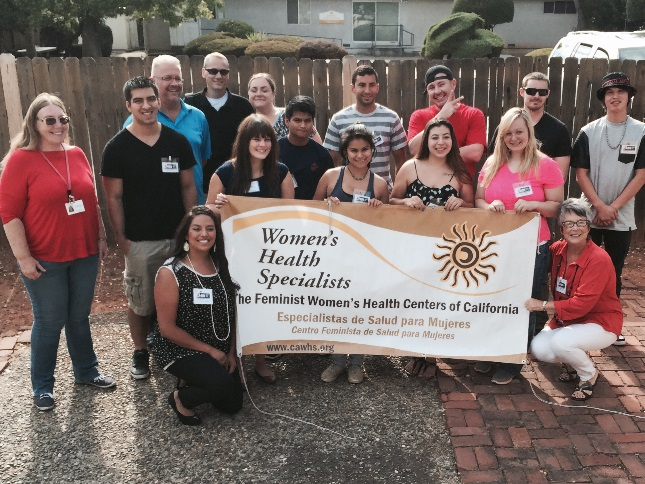 Women's
Health
Specialists
The Feminist Women's Health Centers of California
Especialistas de Salud para Mujeres
Centro Feminista de Salud para Mujeres
www.cawhs.org